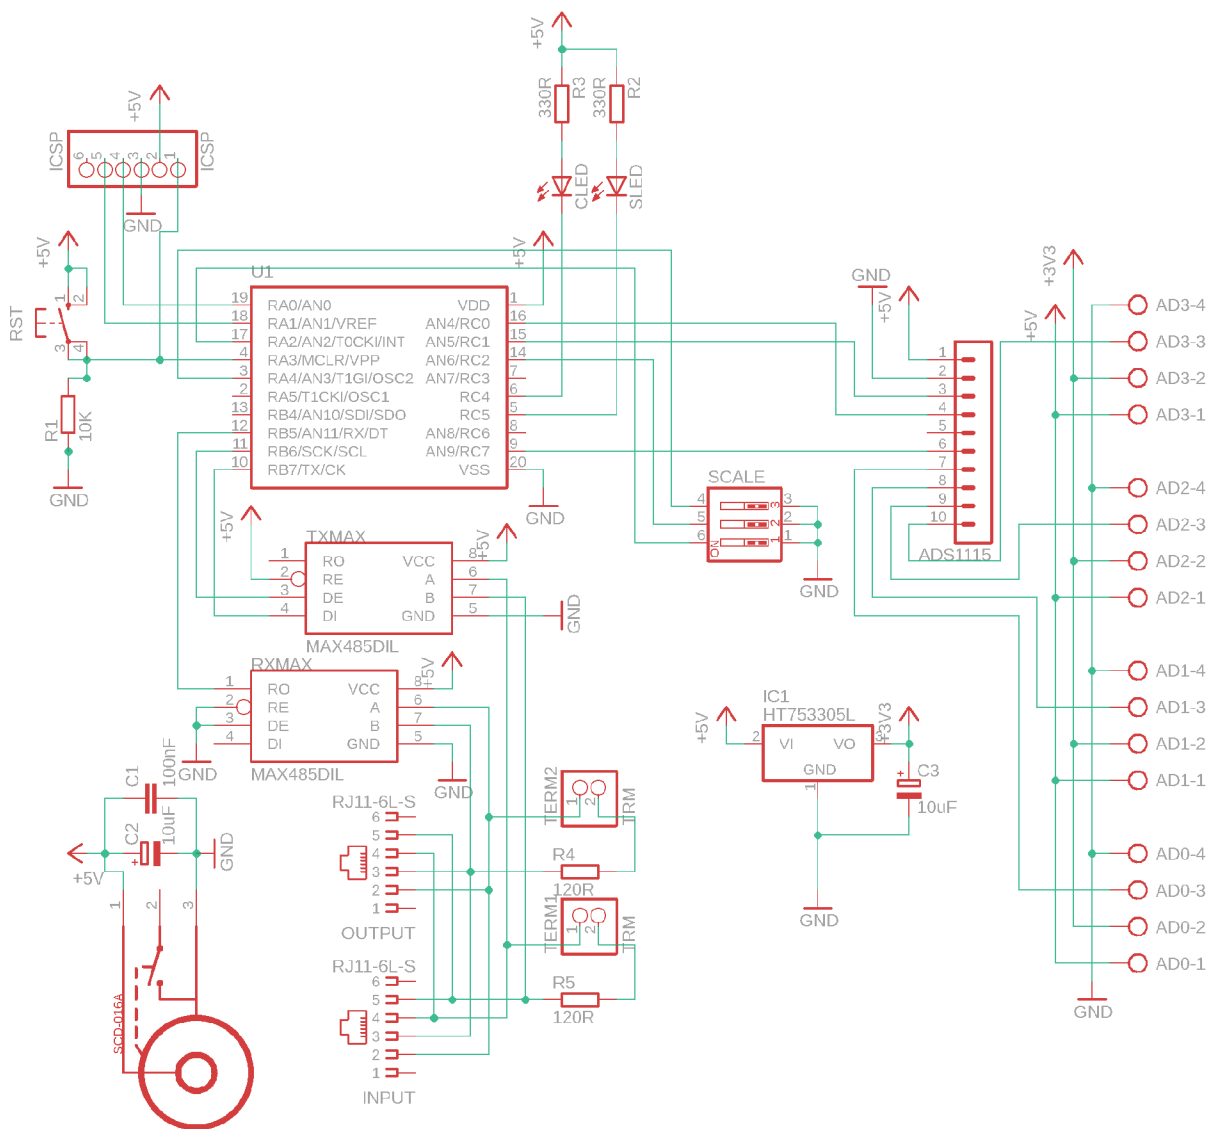 +5V
330R
R3
330R
R2
CLED
SLED
+5V
ICSP
6
5
4
3
2
1
ICSP
GND
+5V
RST
1
2
3
4
R1
10K
GND
U1
+5V
19 RA0/AN0 VDD 1
18 RA1/AN1/VREF AN4/RC0 16
17 RA2/AN2/T0CKI/INT AN5/RC1 15
4 RA3/MCLR/VPP AN6/RC2 14
3 RA4/AN3/T1GI/OSC2 AN7/RC3 7
2 RA5/T1CKI/OSC1 RC4 6
13 RB4/AN10/SDI/SDO RC5 5
12 RB5/AN11/RX/DT AN8/RC6 8
11 RB6/SCK/SCL AN9/RC7 9
10 RB7/TX/CK VSS 20
GND
GND
+5V
1
2
3
4
5
6
7
8
9
10
ADS1115
+3V3
+5V
AD3-4
AD3-3
AD3-2
AD3-1
AD2-4
AD2-3
AD2-2
AD2-1
AD1-4
AD1-3
AD1-2
AD1-1
AD0-4
AD0-3
AD0-2
AD0-1
GND
SCALE
4 3 3
5 2 2
6 1 1
ON
GND
+5V
TXMAX
+5V
1 RO VCC 8
2 RE A 6
3 DE B 7
4 DI GND 5
GND
MAX485DIL
RXMAX
+5V
1 RO VCC 8
2 RE A 6
3 DE B 7
4 DI GND 5
GND
MAX485DIL
GND
IC1
HT753305L
+5V
2 VI VO 3
GND
1
+3V3
C3
+
10uF
GND
C1
100nF
C2
10uF
+
+5V
GND
1
2
3
SCD-016A
RJ11-6L-S
6
5
4
3
2
1
OUTPUT
TERM2
1
2
TRM
R4
120R
TERM1
1
2
TRM
R5
120R
RJ11-6L-S
6
5
4
3
2
1
INPUT